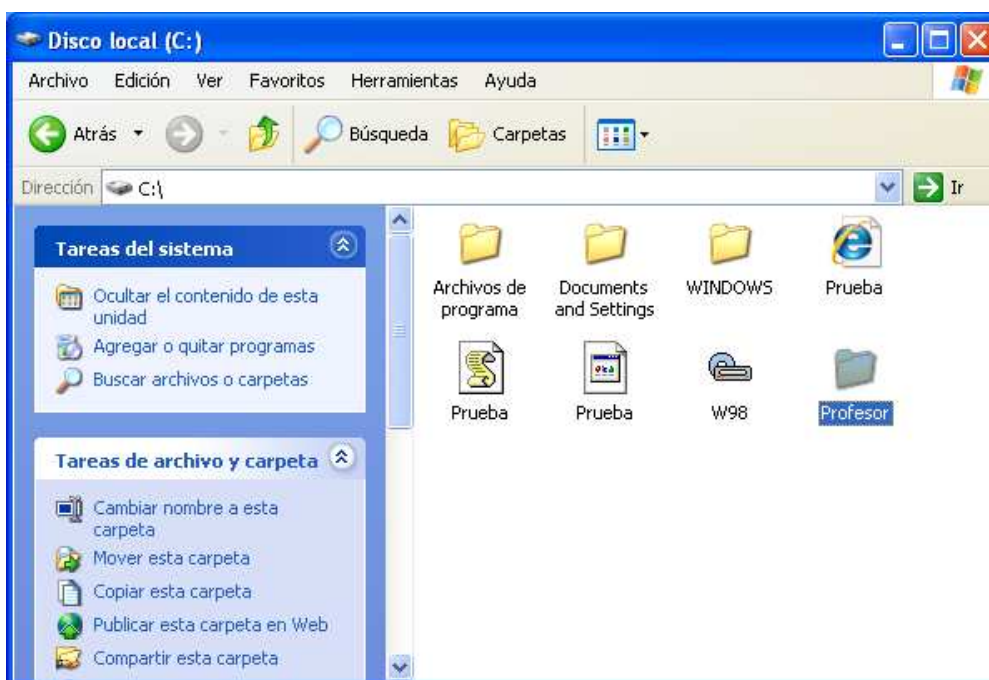 Disco local (C:)
Archivo Edición Ver Favoritos Herramientas Ayuda
Atrás Búsqueda Carpetas
Dirección C:\ Ir
Tareas del sistema
Ocultar el contenido de esta
unidad
Agregar o quitar programas
Buscar archivos o carpetas
Tareas de archivo y carpeta
Cambiar nombre a esta
carpeta
Mover esta carpeta
Copiar esta carpeta
Publicar esta carpeta en Web
Compartir esta carpeta
Archivos de
programa
Documents
and Settings
WINDOWS
Prueba
Prueba
Prueba
W98
Profesor